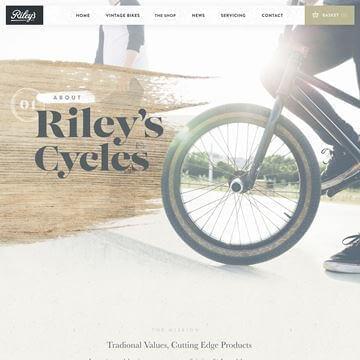 Riley's
HOME VINTAGE BIKES THE SHOP NEWS SERVICING CONTACT
BASKET
01
ABOUT
Riley's
Cycles
THE MISSION
Tradional Values, Cutting Edge Products